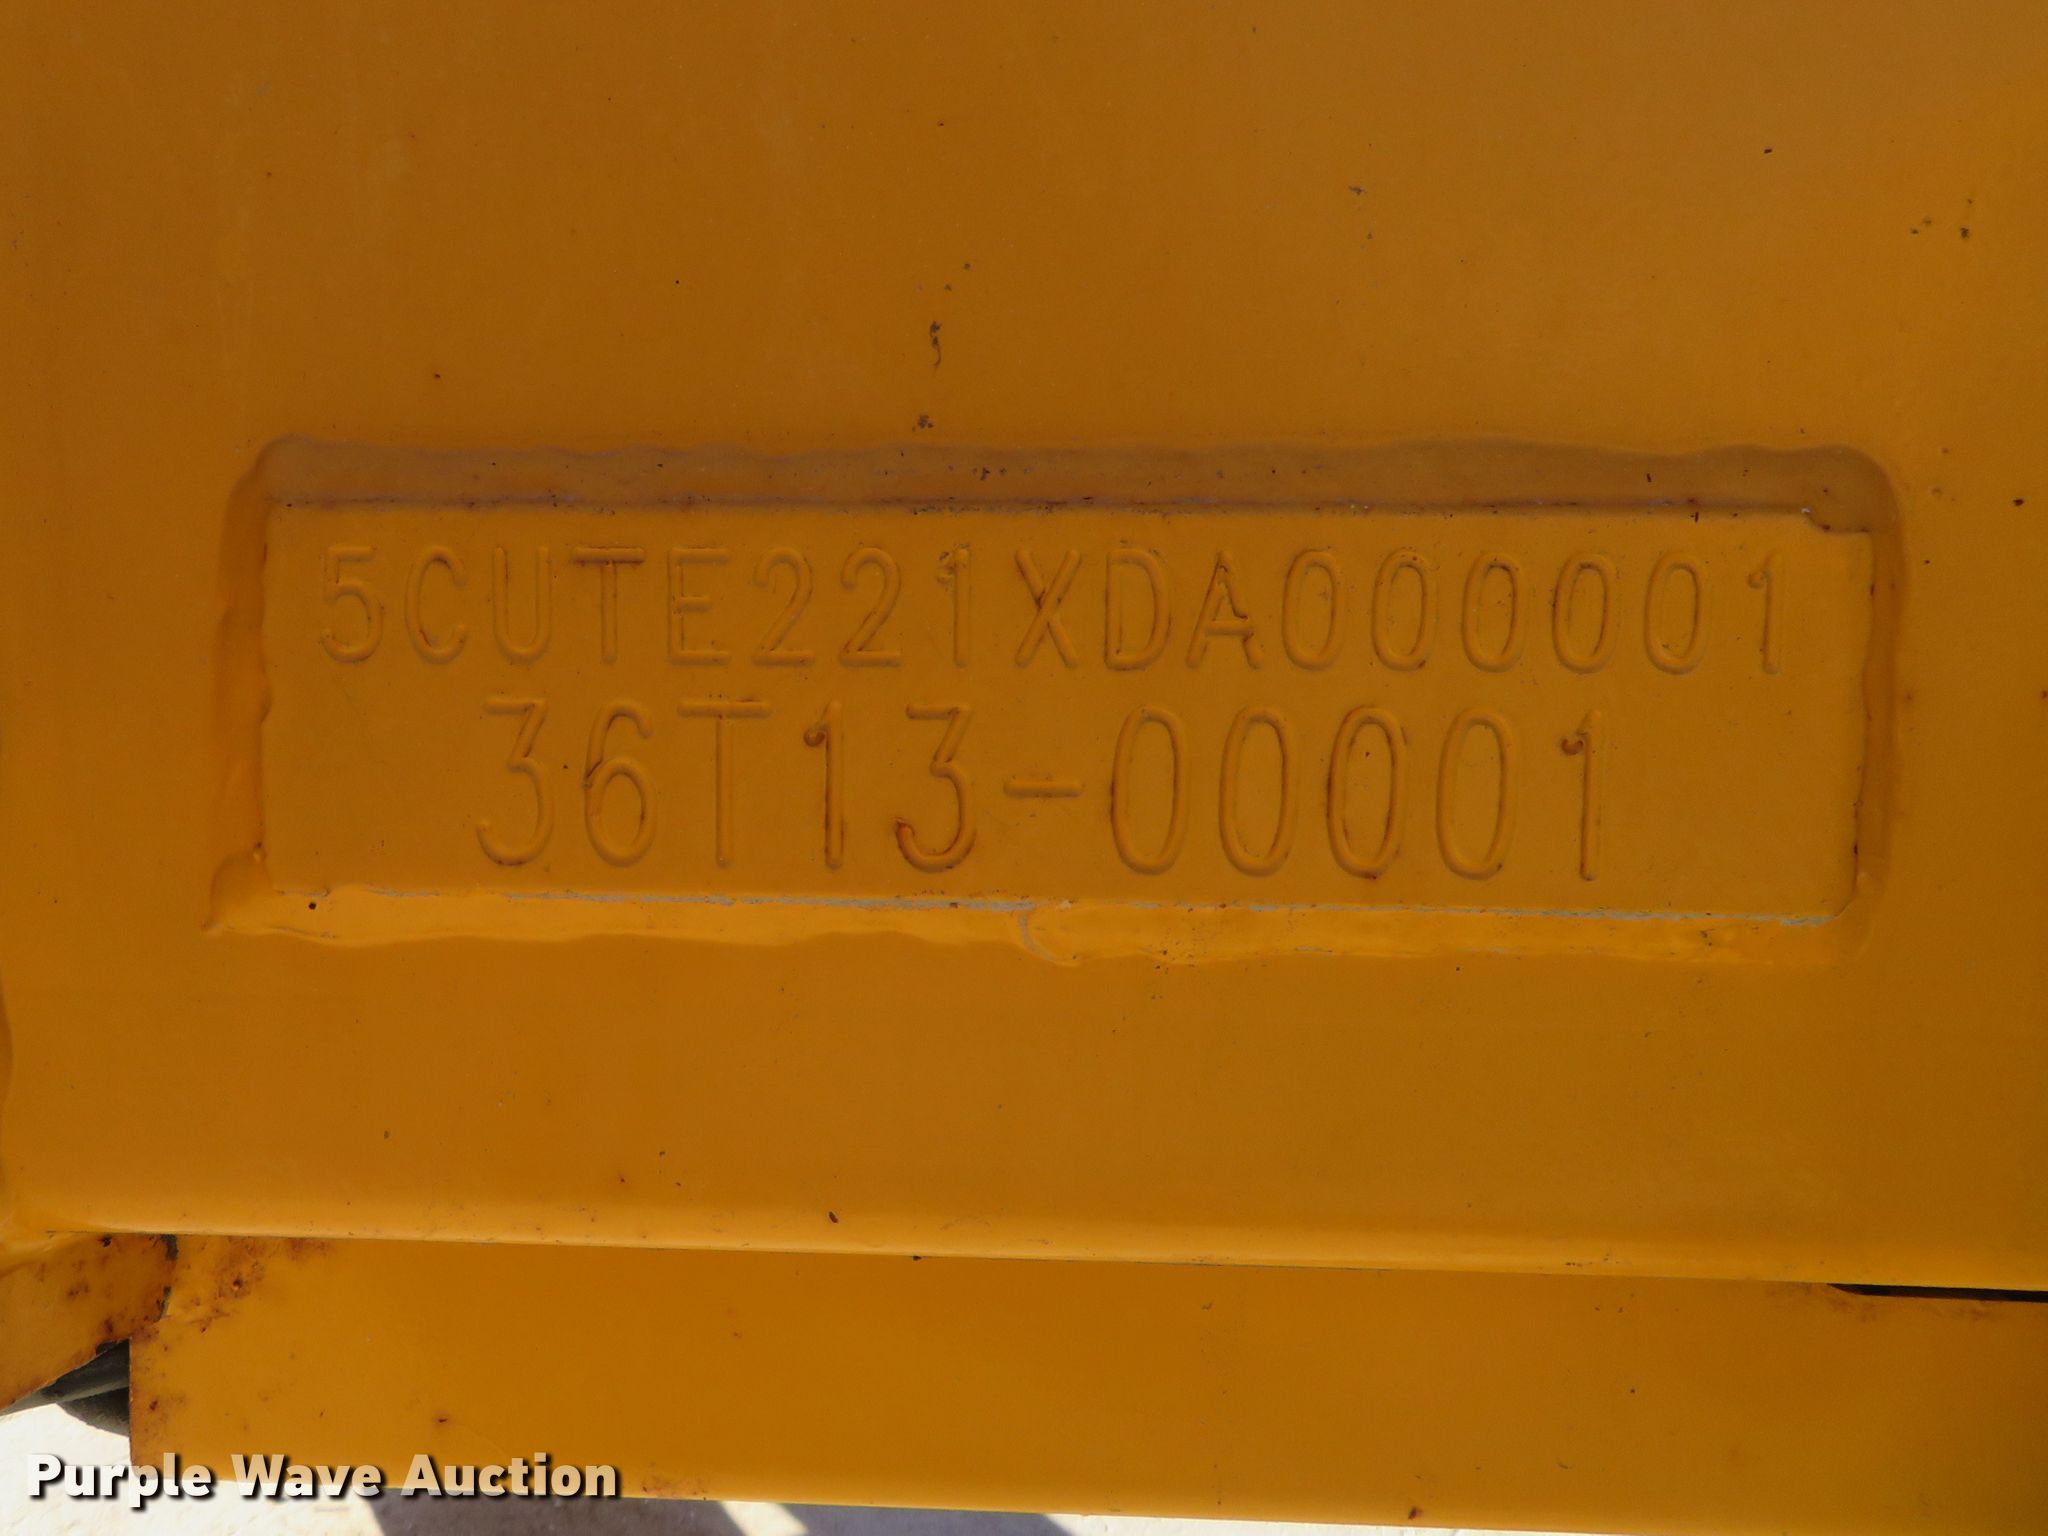 5CUTE221XDA000001
36T13-00001
Purple Wave Auction